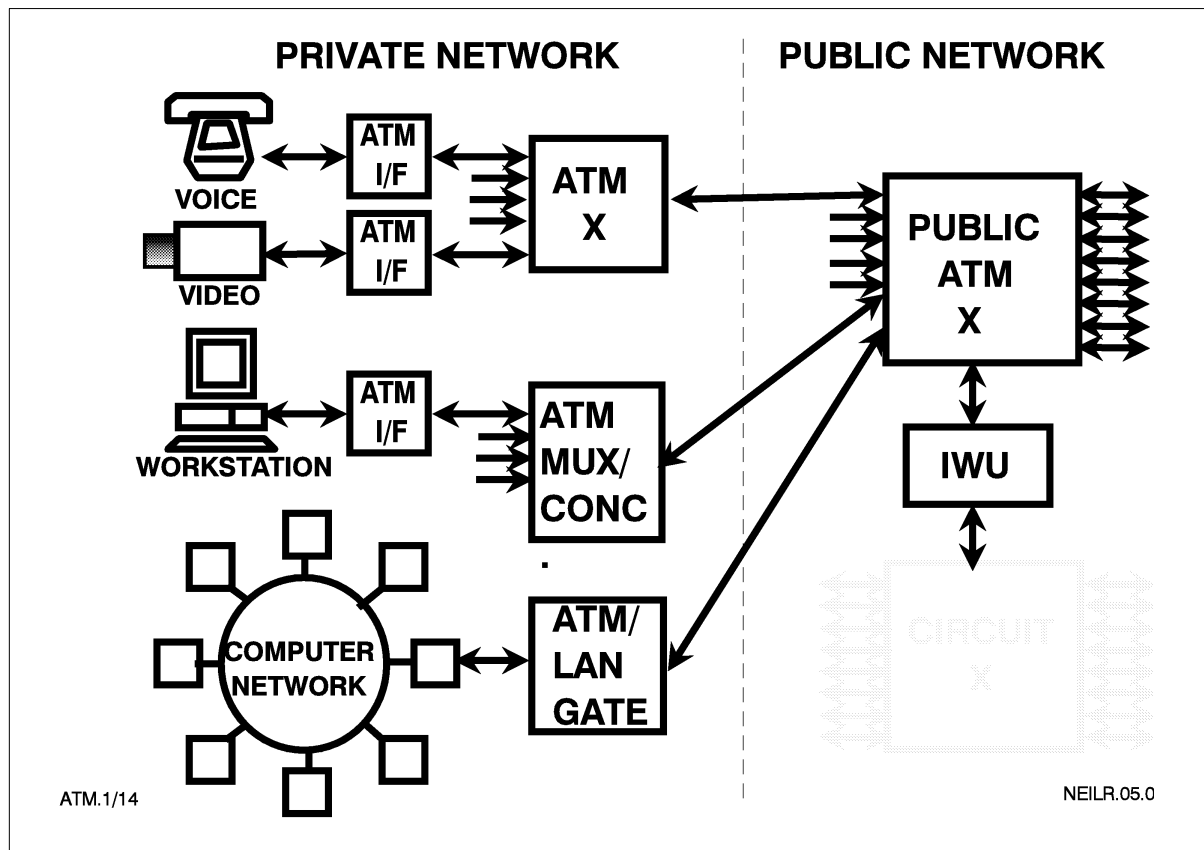 PRIVATE NETWORK
PUBLIC NETWORK
VOICE
ATM
I/F
ATM
X
VIDEO
ATM
I/F
PUBLIC
ATM
X
WORKSTATION
ATM
I/F
ATM
MUX/
CONC
.
IWU
COMPUTER
NETWORK
ATM/
LAN
GATE
CIRCUIT
X
ATM.1/14
NEILR.05.0